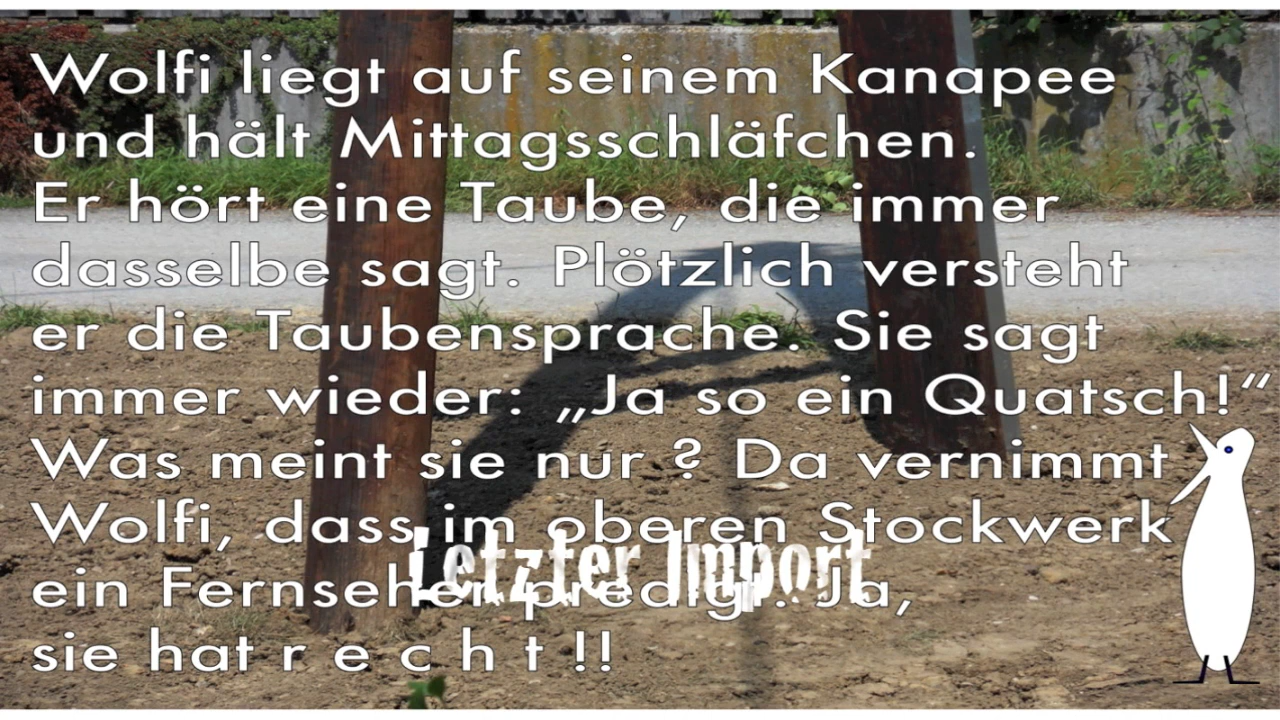 Wolfi liegt auf seinem Kanapee
und hält Mittagsschläfchen.
Er hört eine Taube, die immer
dasselbe sagt. Plötzlich versteht
er die Taubensprache. Sie sagt
immer wieder: „Ja so ein Quatsch!“
Was meint sie nur ? Da vernimmt
Wolfi, dass im oberen Stockwerk
ein Fernseher predigt. Ja,
sie hat r e c h t !!
Letzter Import